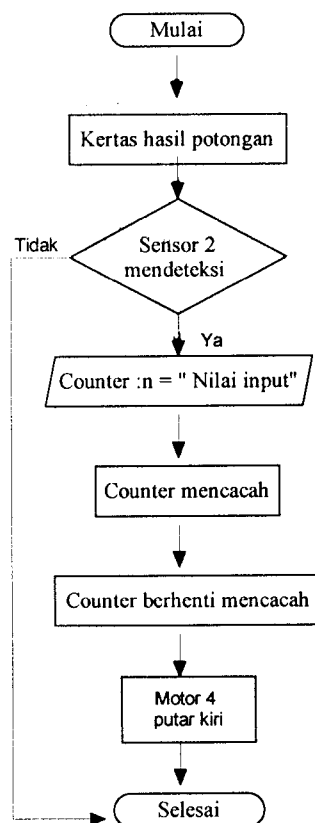 Mulai
Kertas hasil potongan
Tidak
Sensor 2
mendeteksi
Ya
Counter :n = " Nilai input"
Counter mencacah
Counter berhenti mencacah
Motor 4
putar kiri
Selesai